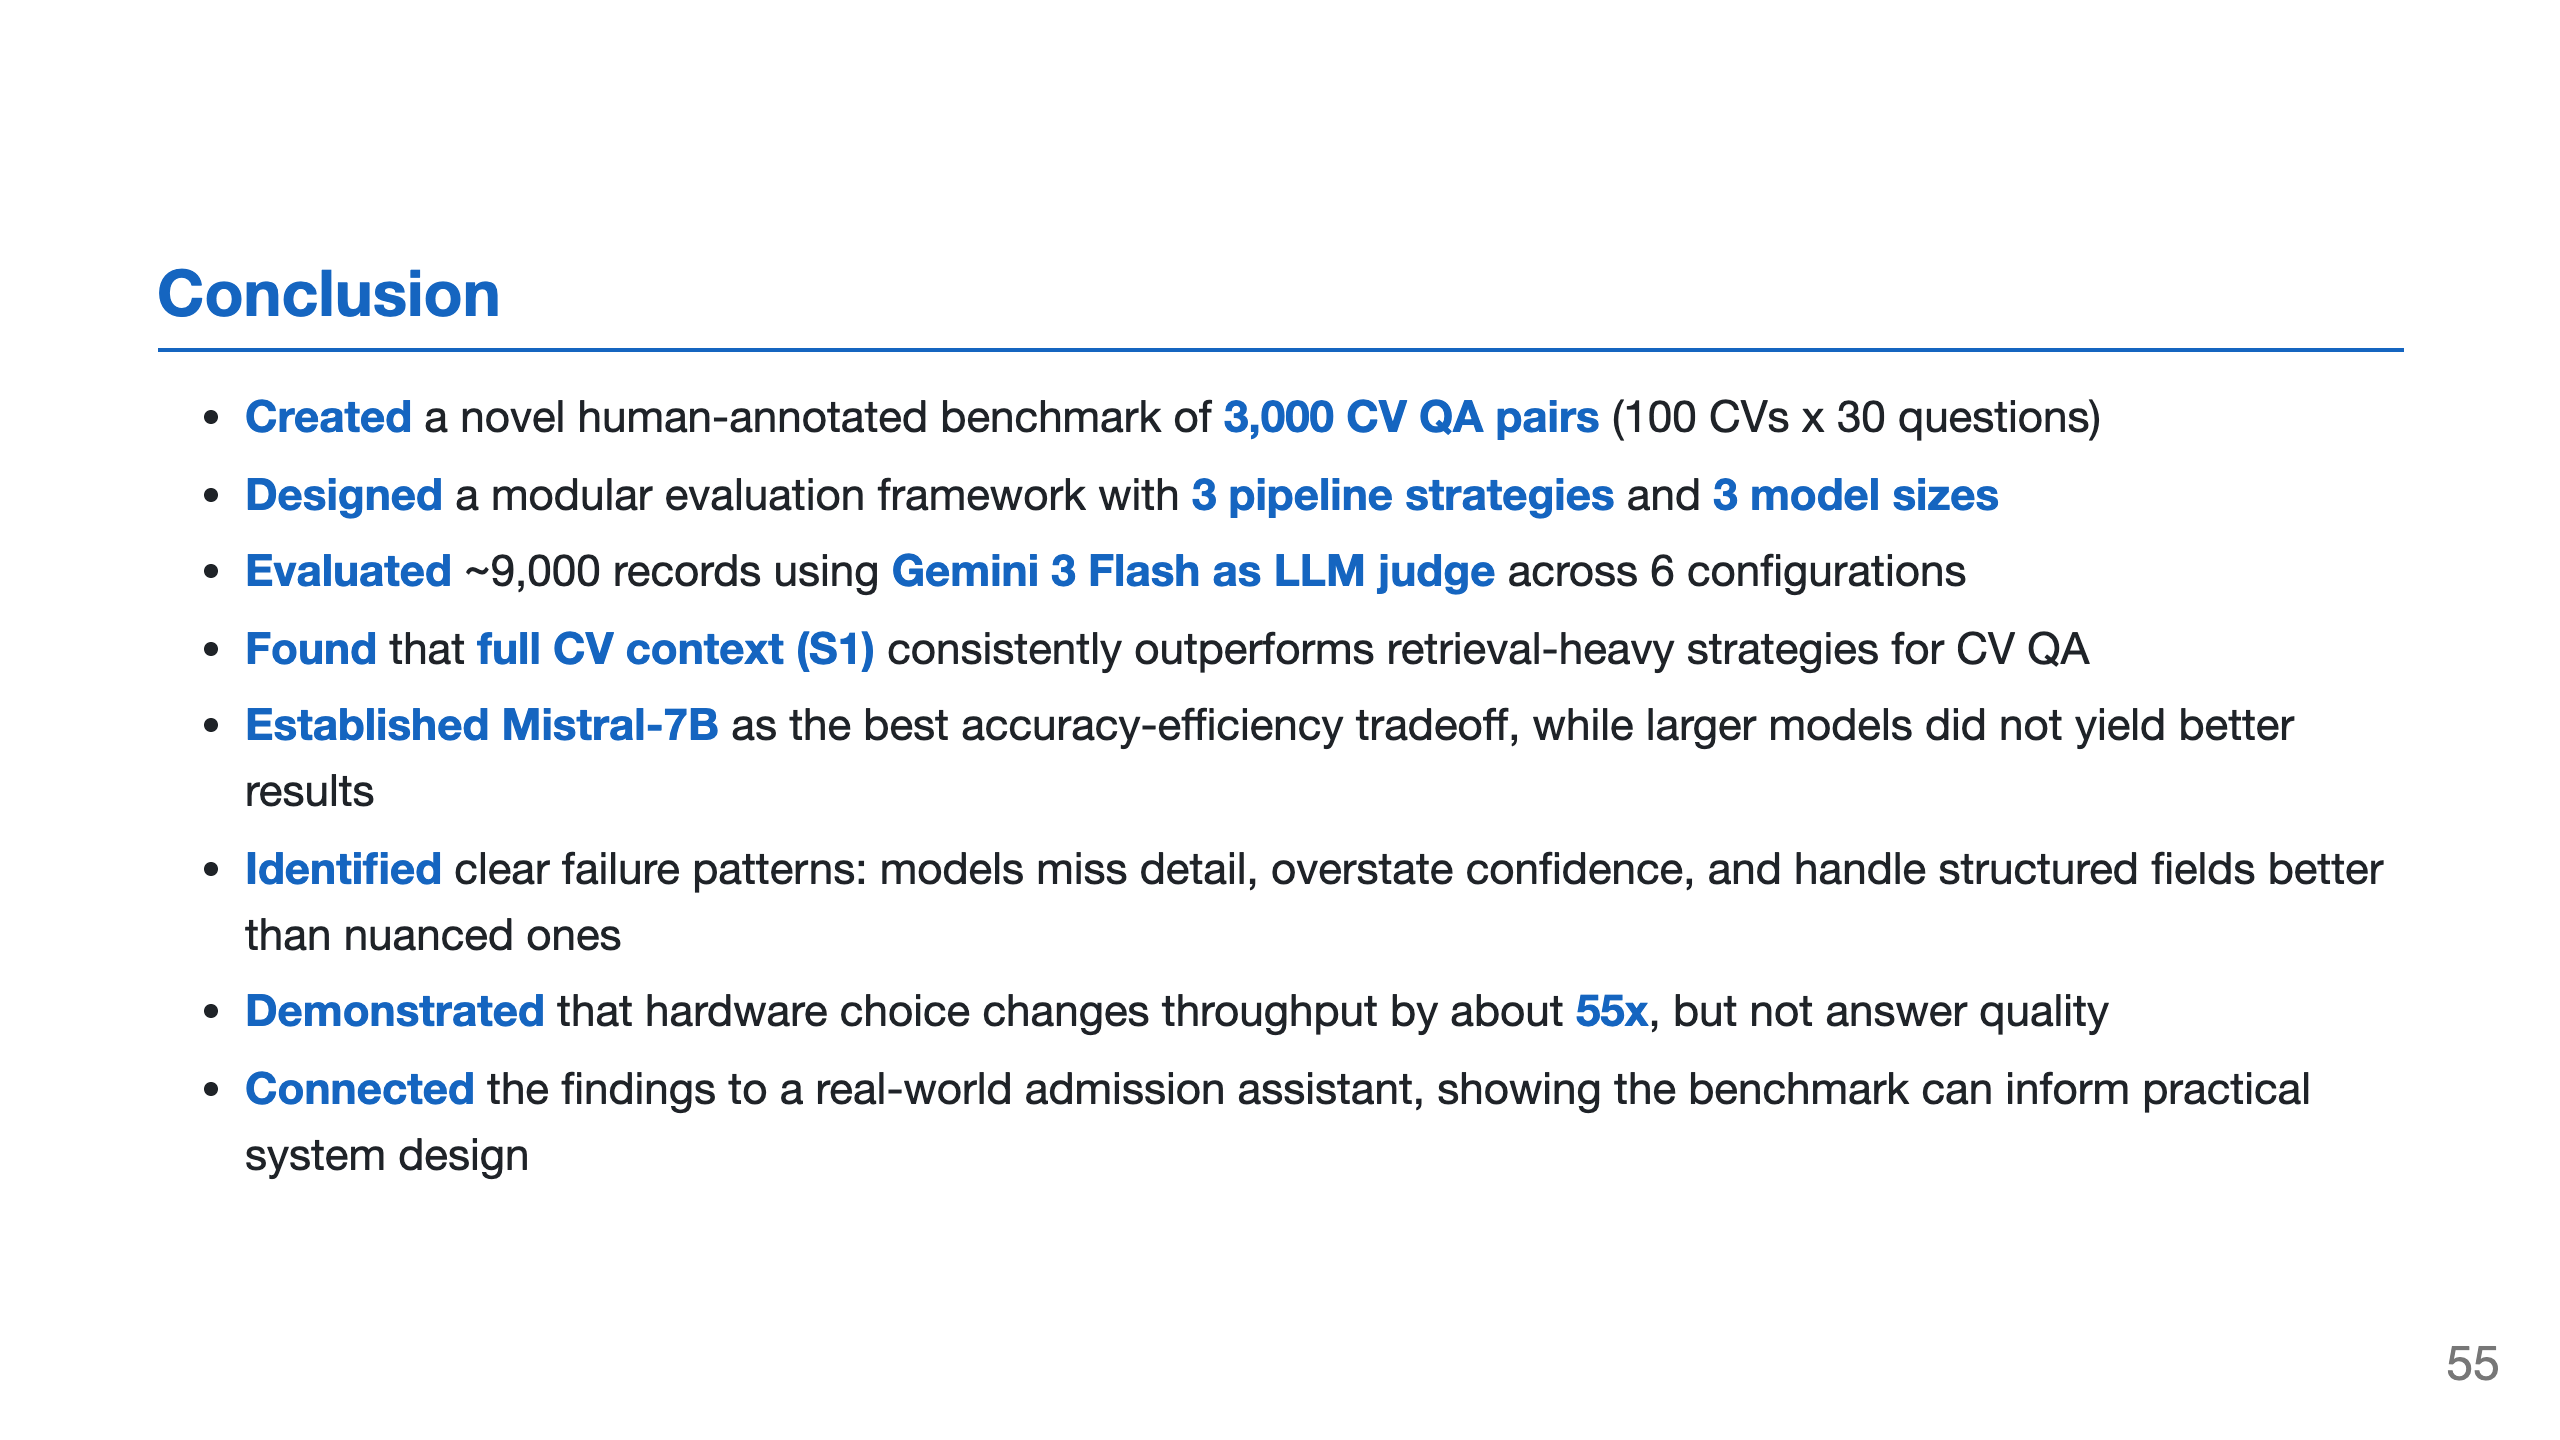 Conclusion
• Created a novel human-annotated benchmark of 3,000 CV QA pairs (100 CVs x 30 questions)
• Designed a modular evaluation framework with 3 pipeline strategies and 3 model sizes
• Evaluated ~9,000 records using Gemini 3 Flash as LLM judge across 6 configurations
• Found that full CV context (S1) consistently outperforms retrieval-heavy strategies for CV QA
• Established Mistral-7B as the best accuracy-efficiency tradeoff, while larger models did not yield better
results
• Identified clear failure patterns: models miss detail, overstate confidence, and handle structured fields better
than nuanced ones
• Demonstrated that hardware choice changes throughput by about 55x, but not answer quality
• Connected the findings to a real-world admission assistant, showing the benchmark can inform practical
system design
55